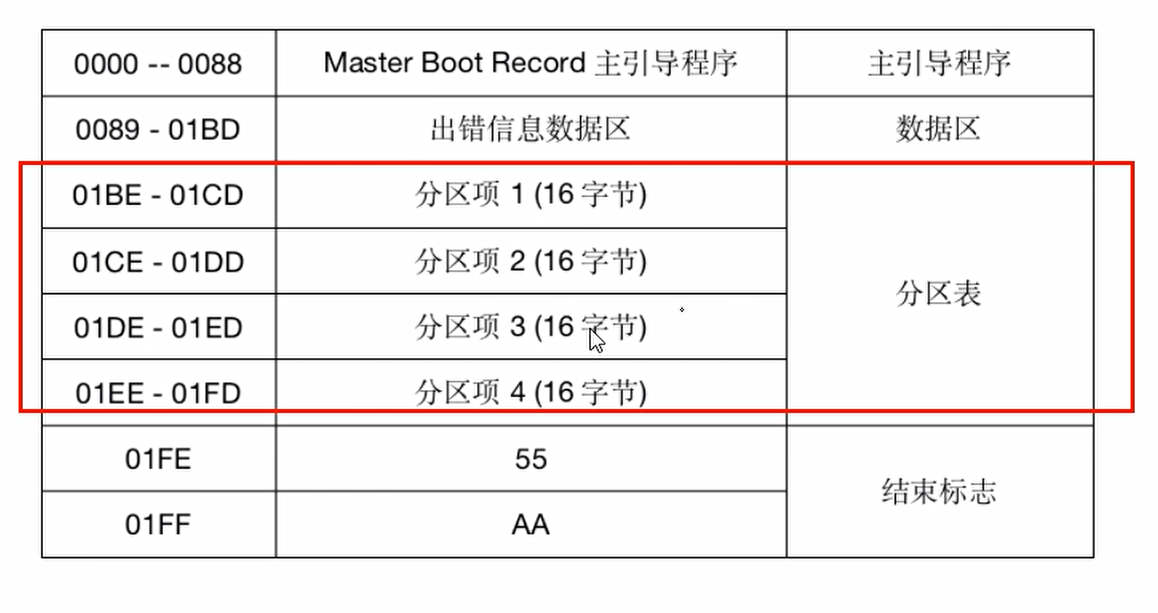 0000 -- 0088 Master Boot Record 主引导程序 主引导程序
0089 - 01BD 出错信息数据区 数据区
01BE - 01CD 分区项 1 (16 字节)
01CE - 01DD 分区项 2 (16 字节)
分区表
01DE - 01ED 分区项 3 (16 字节)
01EE - 01FD 分区项 4 (16 字节)
01FE 55
结束标志
01FF AA